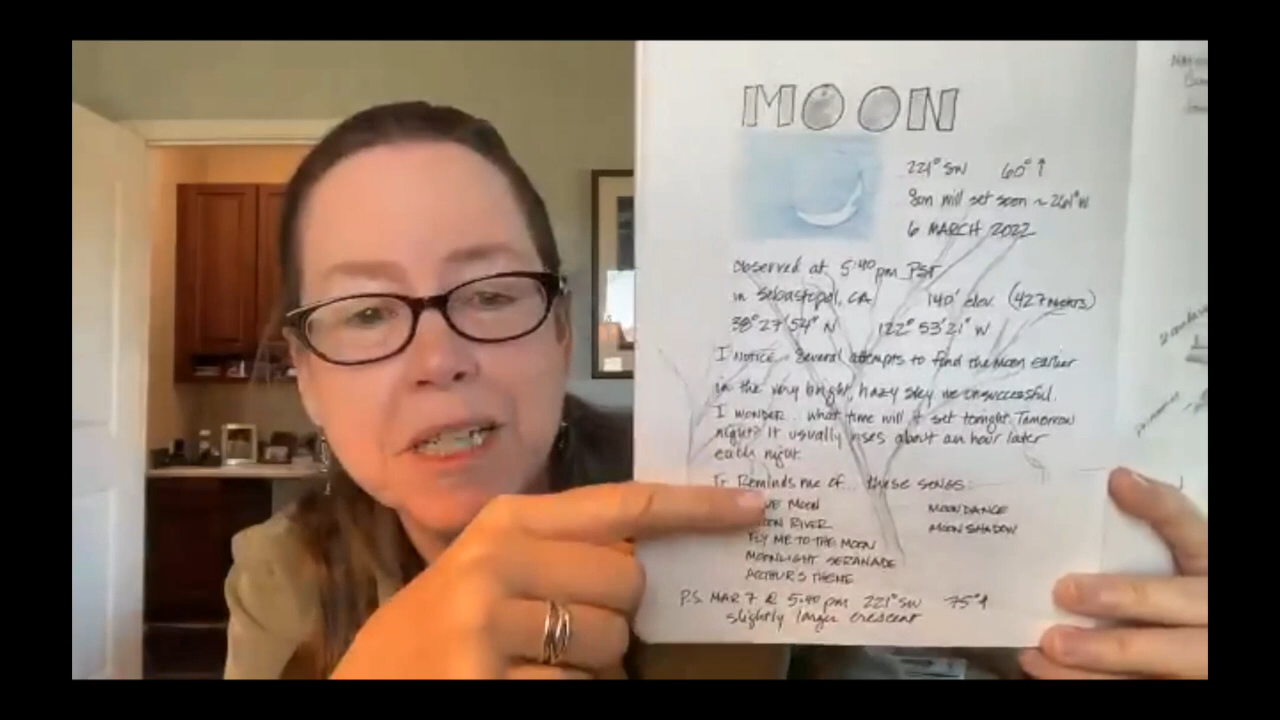 MOON
221° SW 60° ↑
Sun will set soon ~ 261° W
6 MARCH 2022
Observed at 5:40 pm PST
in Sebastopol, CA 140' elev. (427 meters)
38° 27' 54" N 122° 53' 21" W
I NOTICE... Several attempts to find the Moon earlier
in the very bright, hazy sky were unsuccessful.
I WONDER... what time will it set tonight. Tomorrow
night? It usually rises about an hour later
each night.
It Reminds me of... these songs:
MOON MOONDANCE
RIVER MOON SHADOW
FLY ME TO THE MOON
MOONLIGHT SERANADE
ARTHUR'S THEME
P.S. MAR 7 @ 5:40 pm 221° SW 75° ↑
slightly larger crescent